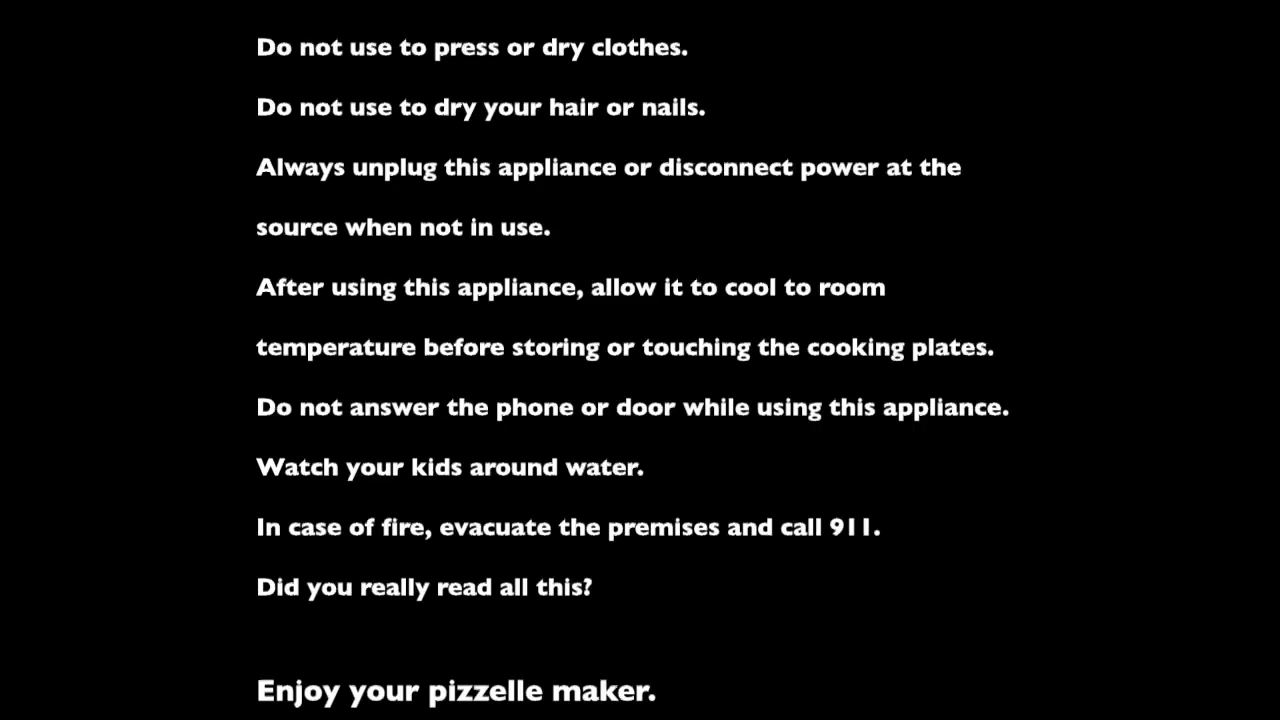 Do not use to press or dry clothes.
Do not use to dry your hair or nails.
Always unplug this appliance or disconnect power at the
source when not in use.
After using this appliance, allow it to cool to room
temperature before storing or touching the cooking plates.
Do not answer the phone or door while using this appliance.
Watch your kids around water.
In case of fire, evacuate the premises and call 911.
Did you really read all this?
Enjoy your pizzelle maker.